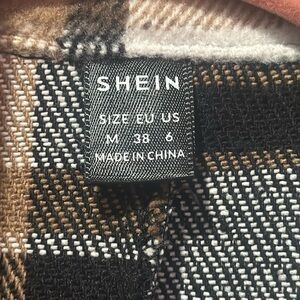 SHEIN
SIZE EU US
M 38 6
MADE IN CHINA